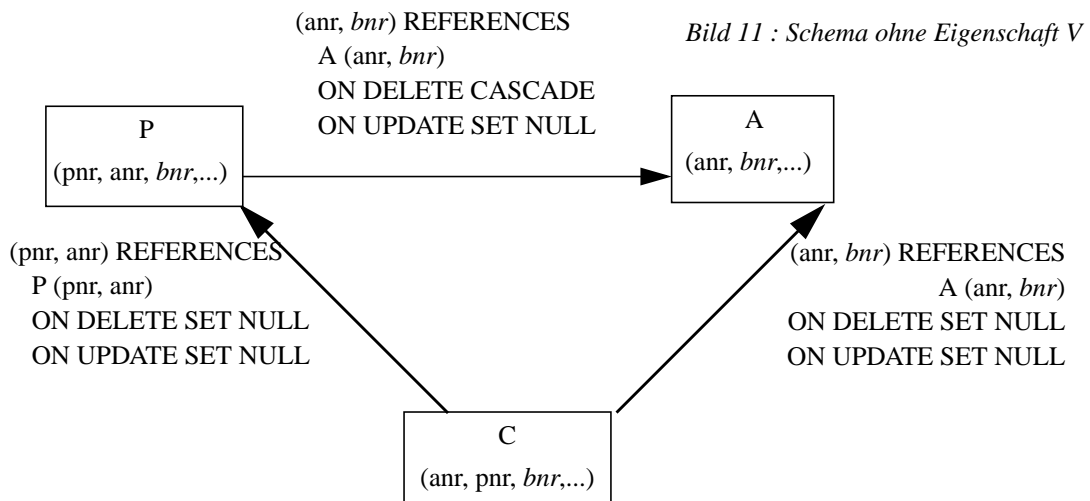 (anr, bnr) REFERENCES
A (anr, bnr)
ON DELETE CASCADE
ON UPDATE SET NULL
Bild 11 : Schema ohne Eigenschaft V
P
(pnr, anr, bnr,...)
A
(anr, bnr,...)
(pnr, anr) REFERENCES
P (pnr, anr)
ON DELETE SET NULL
ON UPDATE SET NULL
(anr, bnr) REFERENCES
A (anr, bnr)
ON DELETE SET NULL
ON UPDATE SET NULL
C
(anr, pnr, bnr,...)